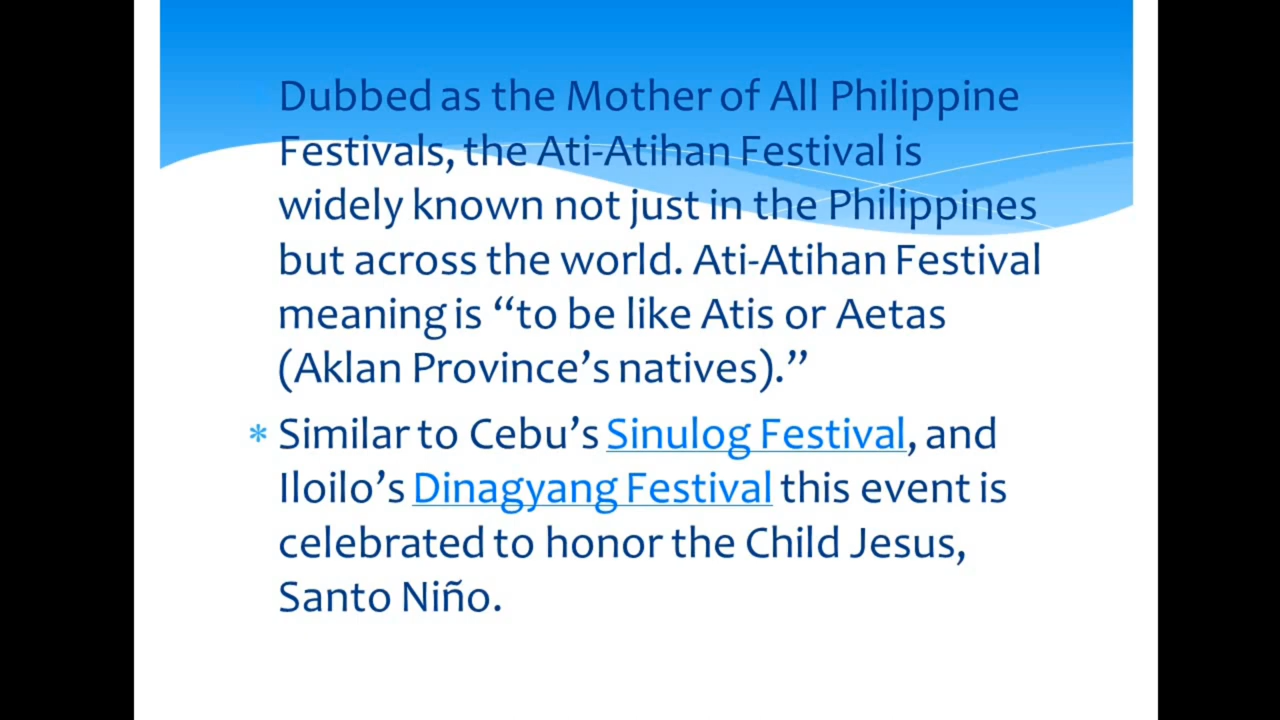 Dubbed as the Mother of All Philippine
Festivals, the Ati-Atihan Festival is
widely known not just in the Philippines
but across the world. Ati-Atihan Festival
meaning is “to be like Atis or Aetas
(Aklan Province’s natives).”
* Similar to Cebu’s Sinulog Festival, and
Iloilo’s Dinagyang Festival this event is
celebrated to honor the Child Jesus,
Santo Niño.